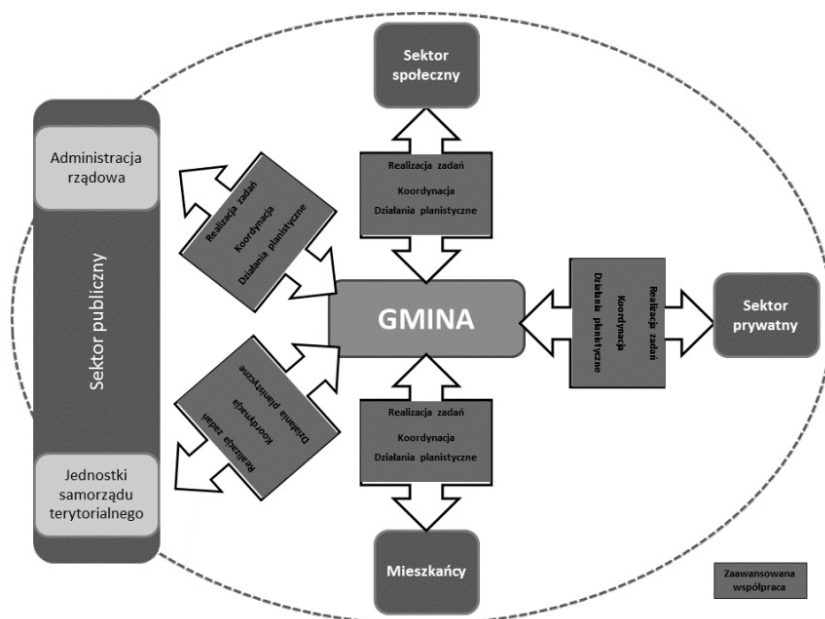 Sektor
społeczny
Administracja
rządowa
Realizacja zadań
Koordynacja
Działania planistyczne
Realizacja zadań
Koordynacja
Działania planistyczne
Sektor publiczny
GMINA
Realizacja zadań
Koordynacja
Działania planistyczne
Sektor
prywatny
Działania planistyczne
Koordynacja
Realizacja zadań
Realizacja zadań
Koordynacja
Działania planistyczne
Jednostki
samorządu
terytorialnego
Mieszkańcy
Zaawansowana
współpraca